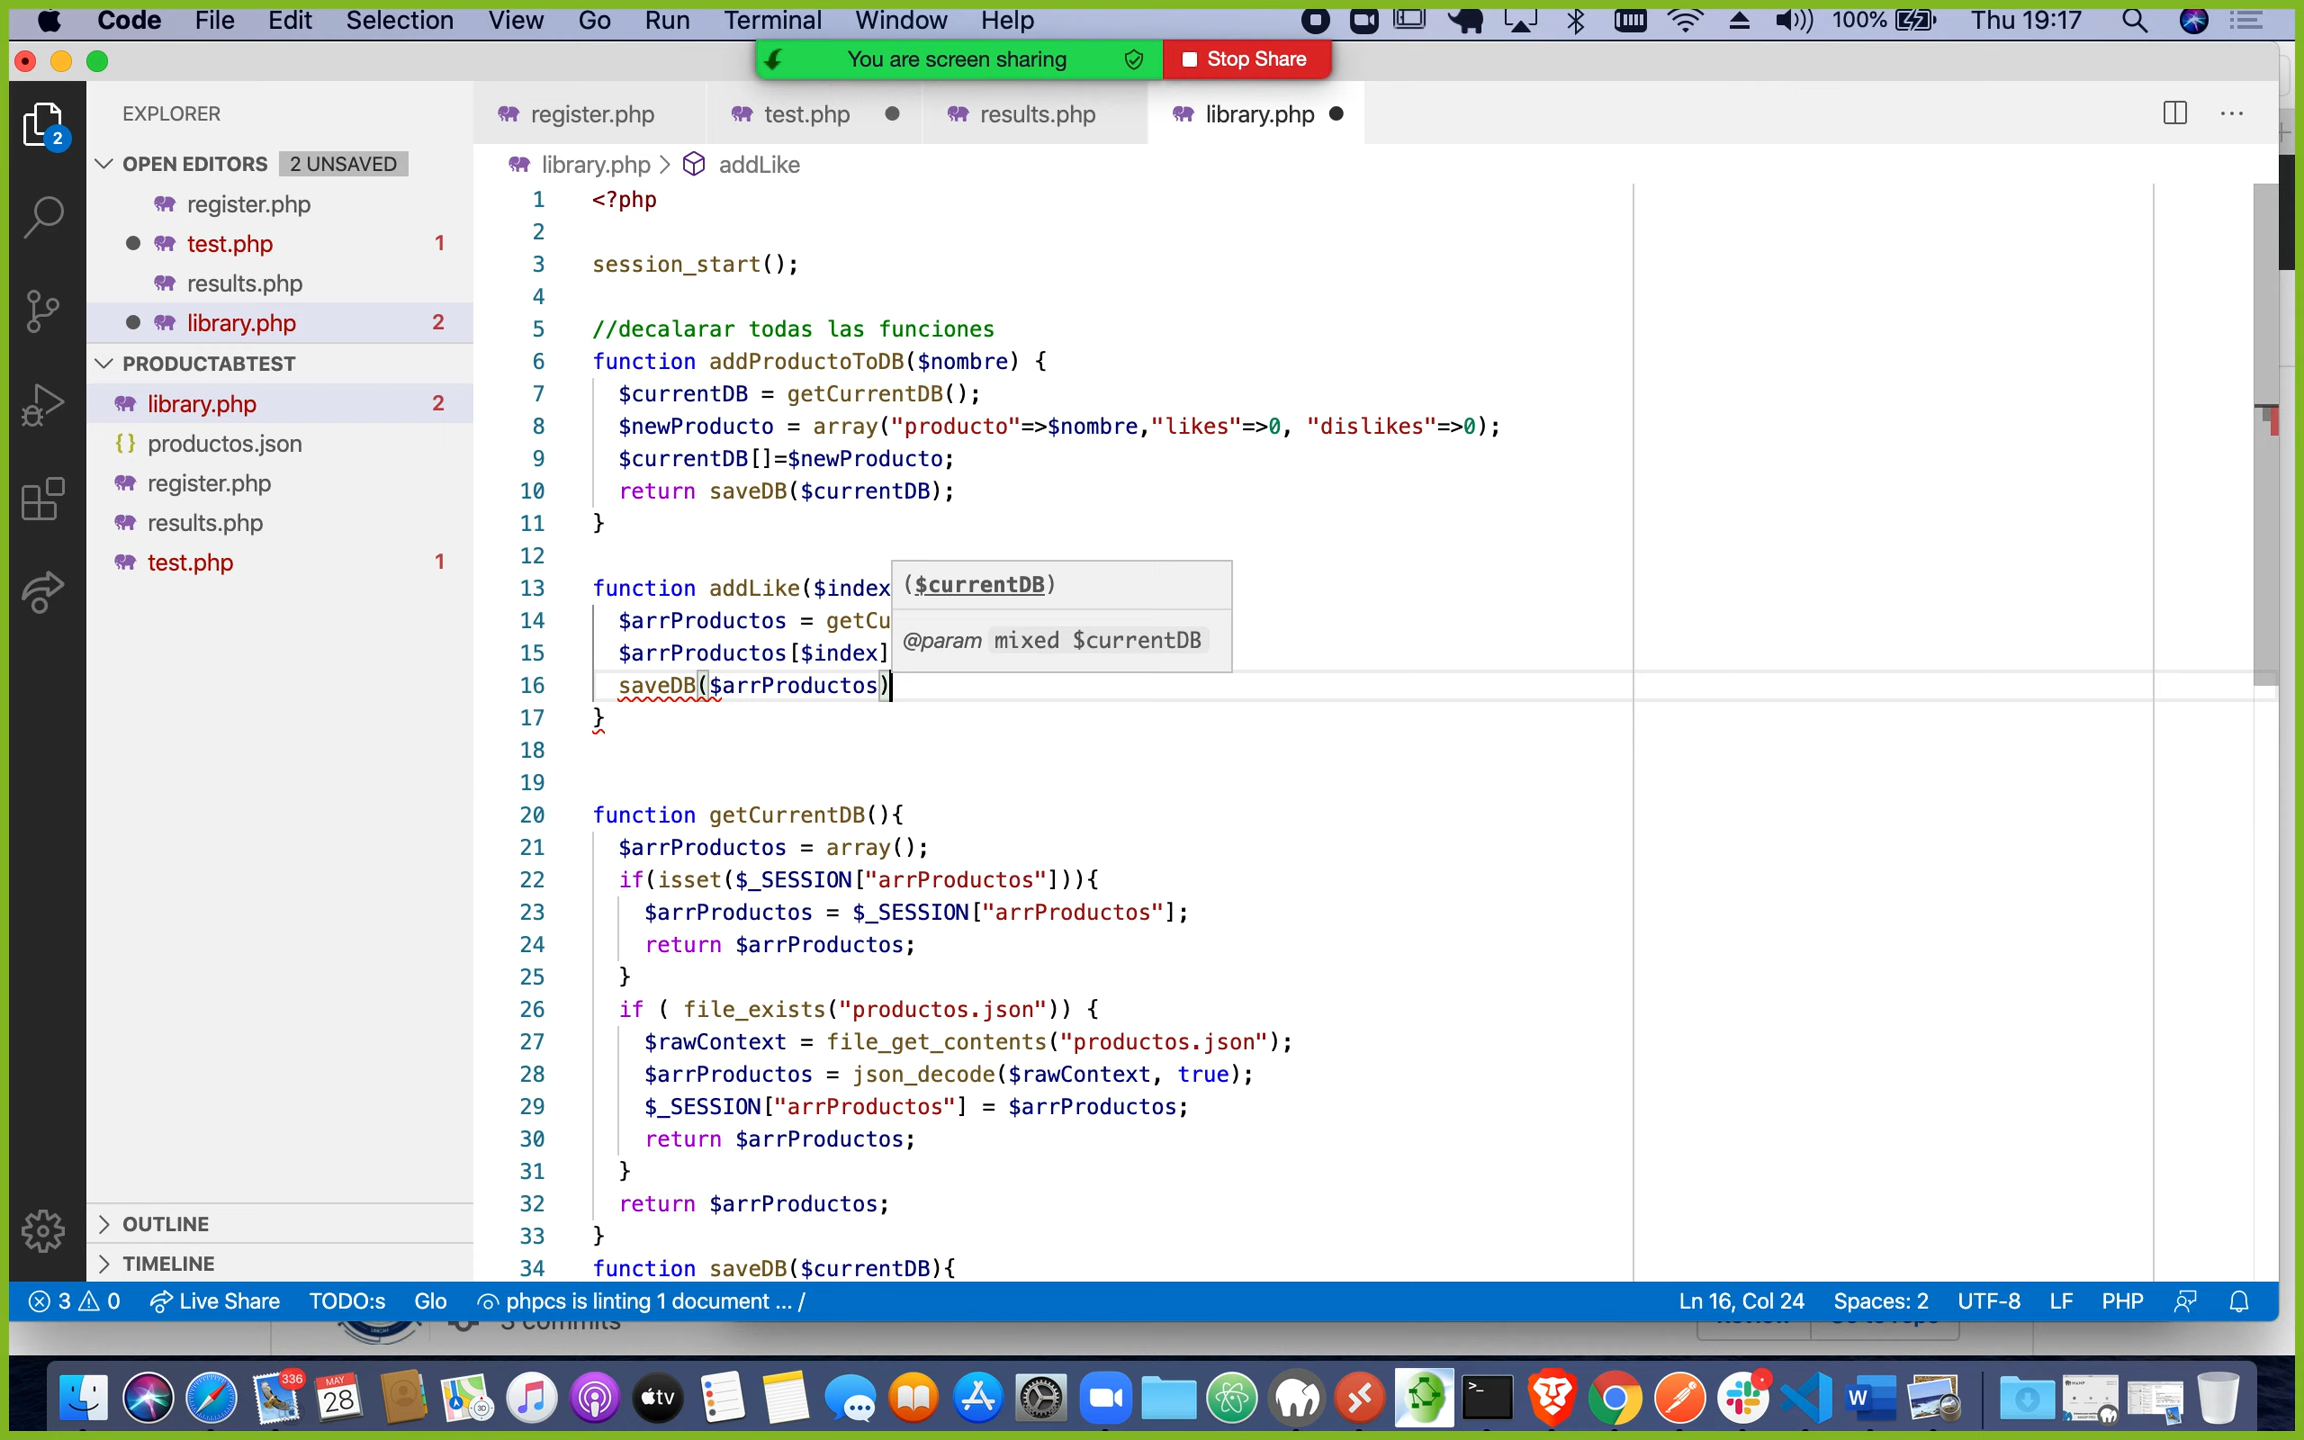 Code File Edit Selection View Go Run Terminal Window Help 100% Thu 19:17
You are screen sharing Stop Share
EXPLORER
register.php test.php results.php library.php
OPEN EDITORS 2 UNSAVED
library.php > addLike
register.php
test.php 1
results.php
library.php 2
PRODUCTABTEST
library.php 2
productos.json
register.php
results.php
test.php 1
OUTLINE
TIMELINE
2
1 <?php
2
3 session_start();
4
5 //decalarar todas las funciones
6 function addProductoToDB($nombre) {
7 $currentDB = getCurrentDB();
8 $newProducto = array("producto"=>$nombre,"likes"=>0, "dislikes"=>0);
9 $currentDB[]=$newProducto;
10 return saveDB($currentDB);
11 }
12
13 function addLike($index
14 $arrProductos = getCu
15 $arrProductos[$index]
16 saveDB($arrProductos)
17 }
18
19
20 function getCurrentDB(){
21 $arrProductos = array();
22 if(isset($_SESSION["arrProductos"])){
23 $arrProductos = $_SESSION["arrProductos"];
24 return $arrProductos;
25 }
26 if ( file_exists("productos.json")) {
27 $rawContext = file_get_contents("productos.json");
28 $arrProductos = json_decode($rawContext, true);
29 $_SESSION["arrProductos"] = $arrProductos;
30 return $arrProductos;
31 }
32 return $arrProductos;
33 }
34 function saveDB($currentDB){
($currentDB)
@param mixed $currentDB
3 0 Live Share TODO:s Glo phpcs is linting 1 document ... / Ln 16, Col 24 Spaces: 2 UTF-8 LF PHP
3 commits
336
MAY
28
3D
tv
W